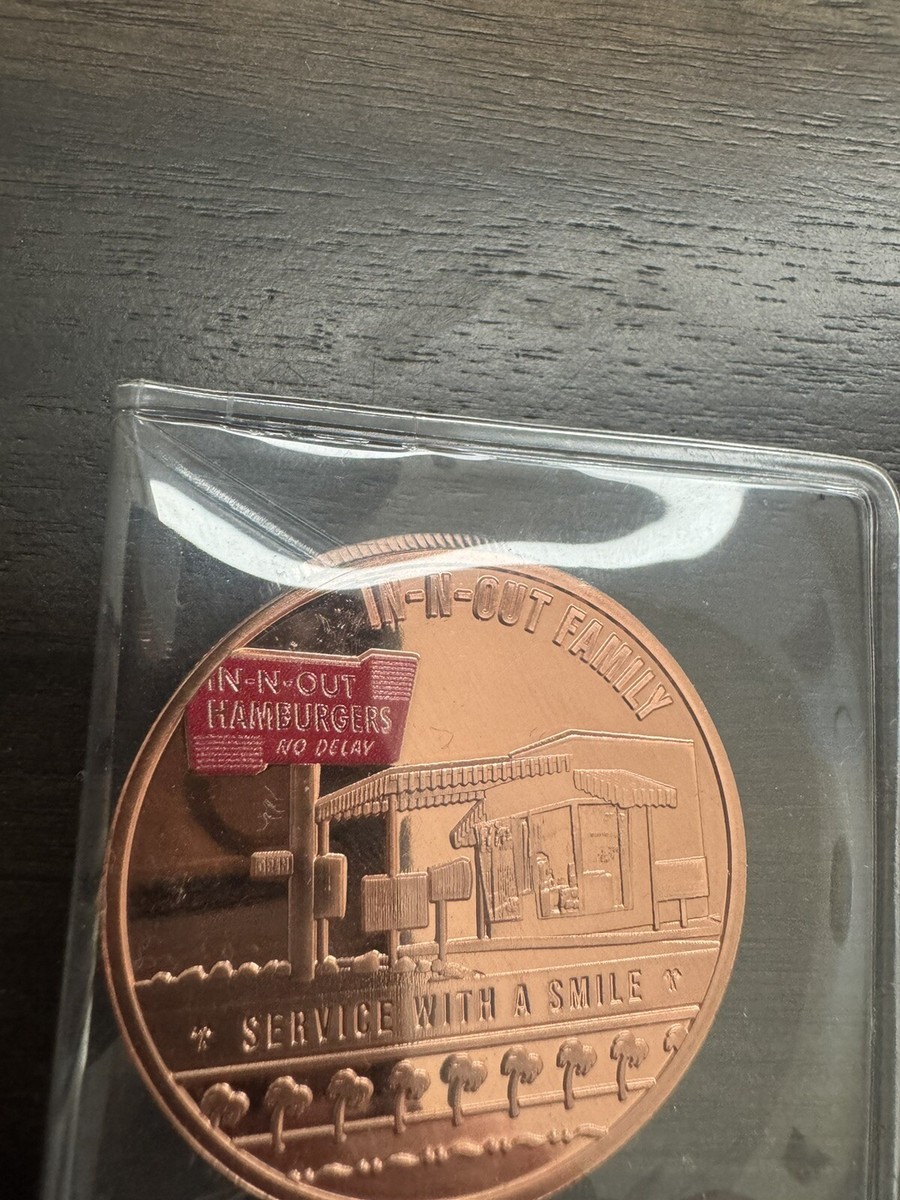 IN-N-OUT FAMILY
IN-N-OUT
HAMBURGERS
NO DELAY
SERVICE WITH A SMILE